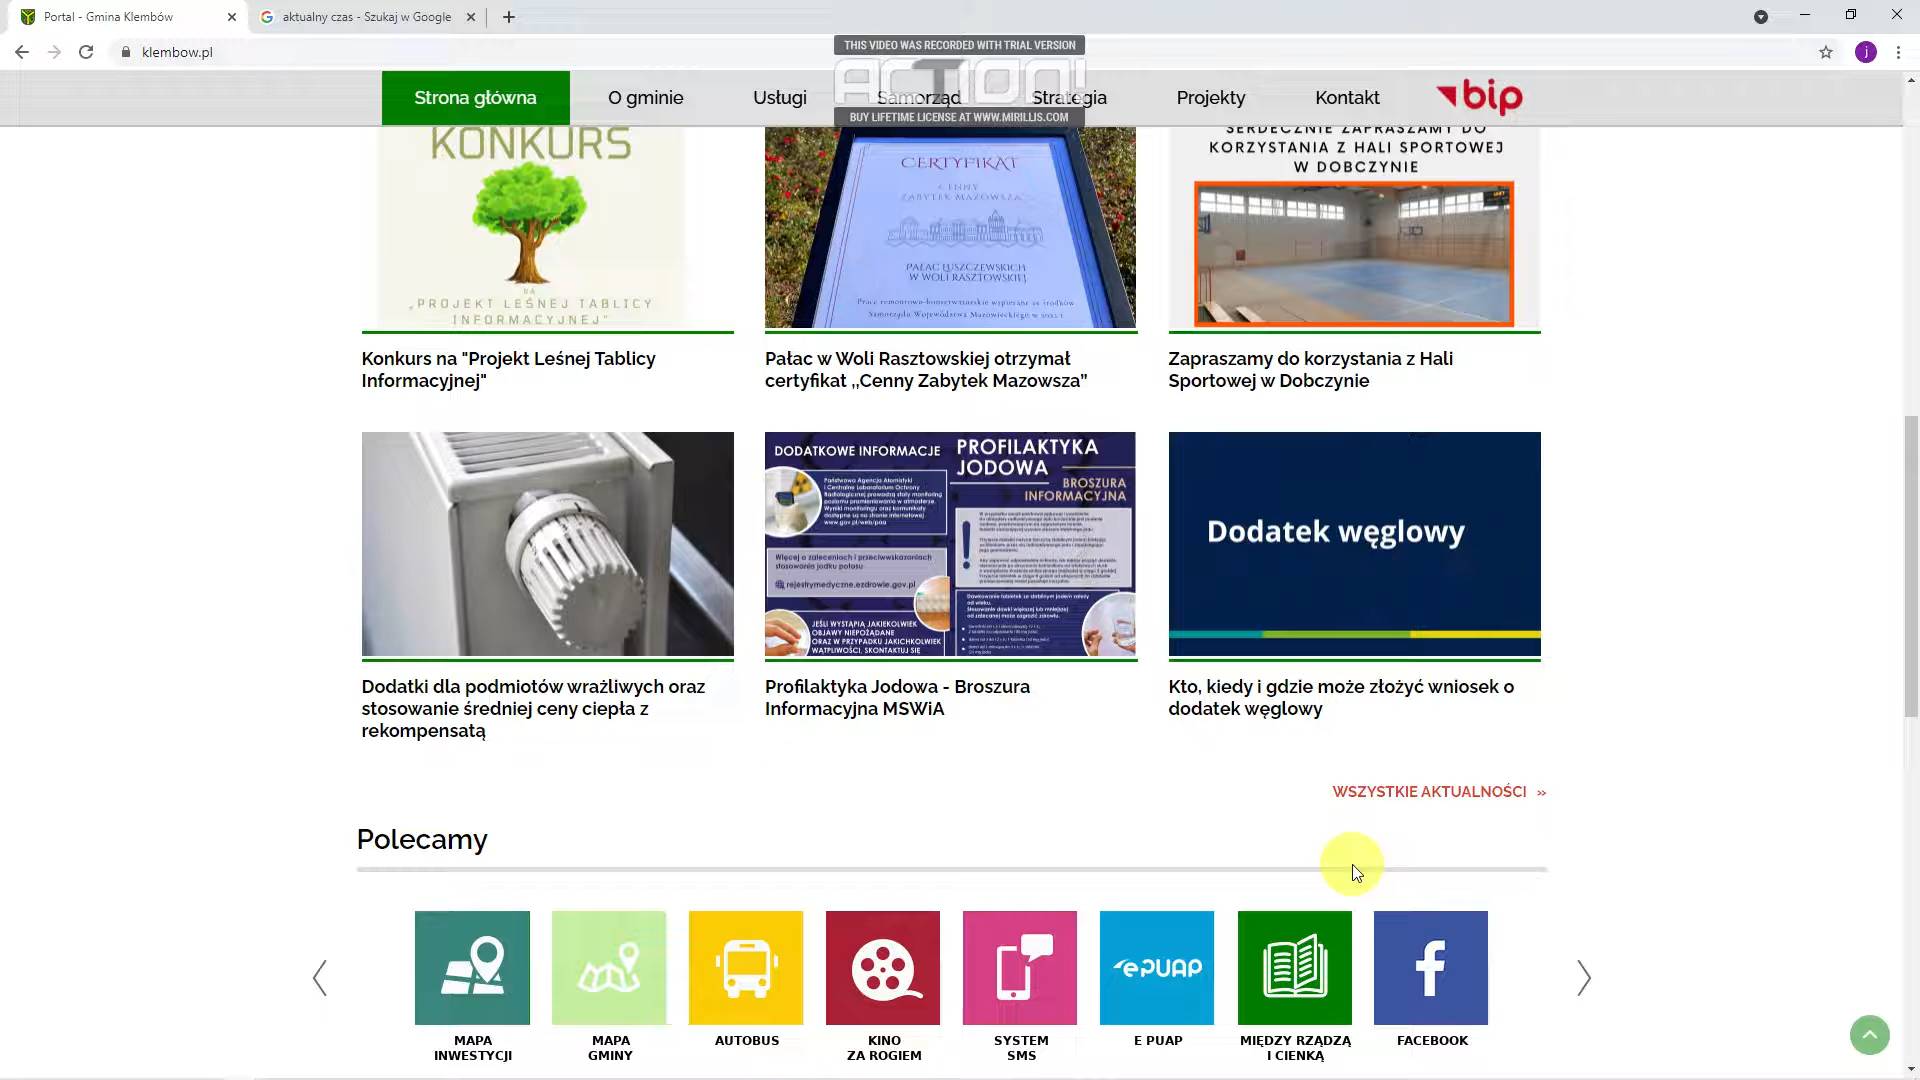 Portal - Gmina Klembów
aktualny czas - Szukaj w Google
klembow.pl
j
THIS VIDEO WAS RECORDED WITH TRIAL VERSION
ACTION!
BUY LIFETIME LICENSE AT WWW.MIRILLIS.COM
Strona główna
O gminie
Usługi
Samorząd
Strategia
Projekty
Kontakt
bip
KONKURS
NA
„PROJEKT LEŚNEJ TABLICY
INFORMACYJNEJ"
CERTYFIKAT
CENNY
ZABYTEK MAZOWSZA
PAŁAC ŁUSZCZEWSKICH
W WOLI RASZTOWSKIEJ
Prace remontowo-konserwatorskie wspierane ze środków
Samorządu Województwa Mazowieckiego w
SERDECZNIE ZAPRASZAMY DO
KORZYSTANIA Z HALI SPORTOWEJ
W DOBCZYNIE
Konkurs na "Projekt Leśnej Tablicy
Informacyjnej"
Pałac w Woli Rasztowskiej otrzymał
certyfikat ,,Cenny Zabytek Mazowsza”
Zapraszamy do korzystania z Hali
Sportowej w Dobczynie
DODATKOWE INFORMACJE
Państwowa Agencja Atomistyki
i Centralne Laboratorium Ochrony
Radiologicznej prowadzą stały monitoring
poziomu promieniowania w atmosferze.
Wyniki monitoringu oraz komunikaty
dostępne są na stronie internetowej
www.gov.pl/web/paa
Więcej o zaleceniach i przeciwwskazaniach
stosowania jodku potasu
rejestrymedyczne.ezdrowie.gov.pl
JEŚLI WYSTĄPIĄ JAKIEKOLWIEK
OBJAWY NIEPOŻĄDANE
ORAZ W PRZYPADKU JAKICHKOLWIEK
WĄTPLIWOŚCI, SKONTAKTUJ SIĘ
PROFILAKTYKA
JODOWA
BROSZURA
INFORMACYJNA
Dodatek węglowy
Dodatki dla podmiotów wrażliwych oraz
stosowanie średniej ceny ciepła z
rekompensatą
Profilaktyka Jodowa - Broszura
Informacyjna MSWiA
Kto, kiedy i gdzie może złożyć wniosek o
dodatek węglowy
WSZYSTKIE AKTUALNOŚCI »
Polecamy
ePUAP
MAPA
INWESTYCJI
MAPA
GMINY
AUTOBUS
KINO
ZA ROGIEM
SYSTEM
SMS
E PUAP
MIĘDZY RZĄDZĄ
I CIENKĄ
FACEBOOK